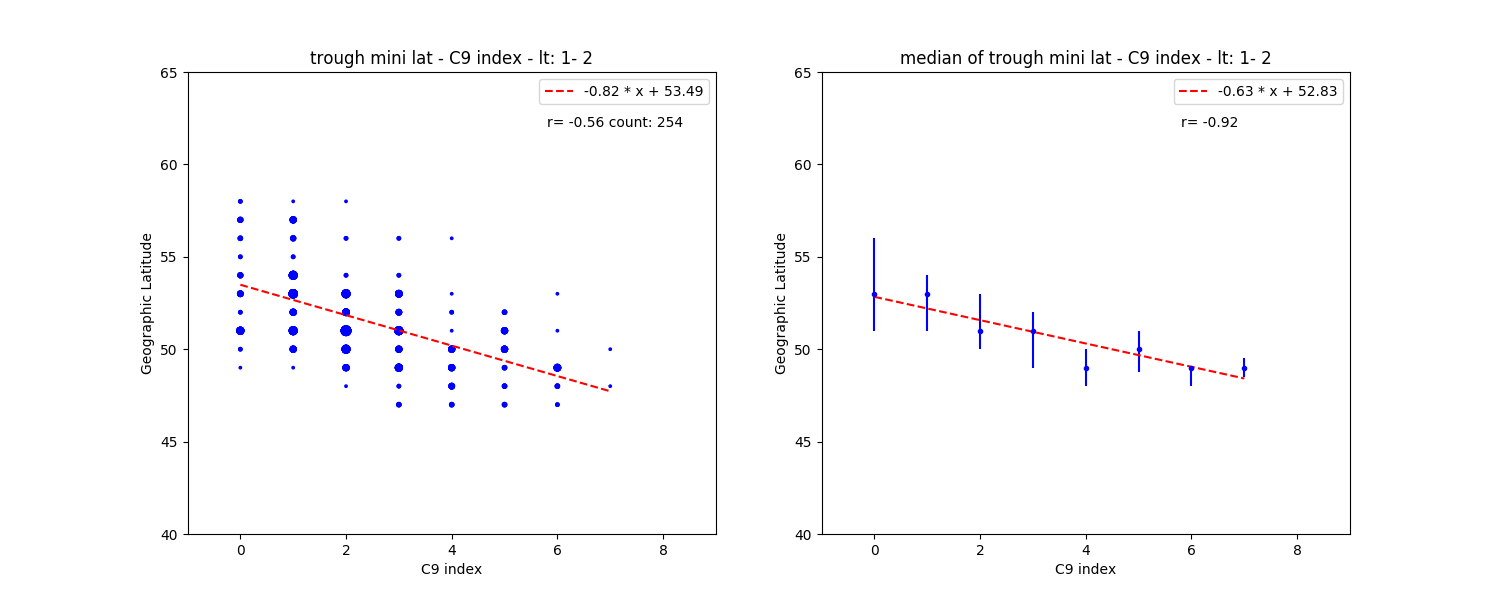 trough mini lat - C9 index - lt: 1- 2
65
60
55
50
45
40
Geographic Latitude
-0.82 * x + 53.49
r= -0.56 count: 254
0 2 4 6 8
C9 index
median of trough mini lat - C9 index - lt: 1- 2
65
60
55
50
45
40
Geographic Latitude
-0.63 * x + 52.83
r= -0.92
0 2 4 6 8
C9 index